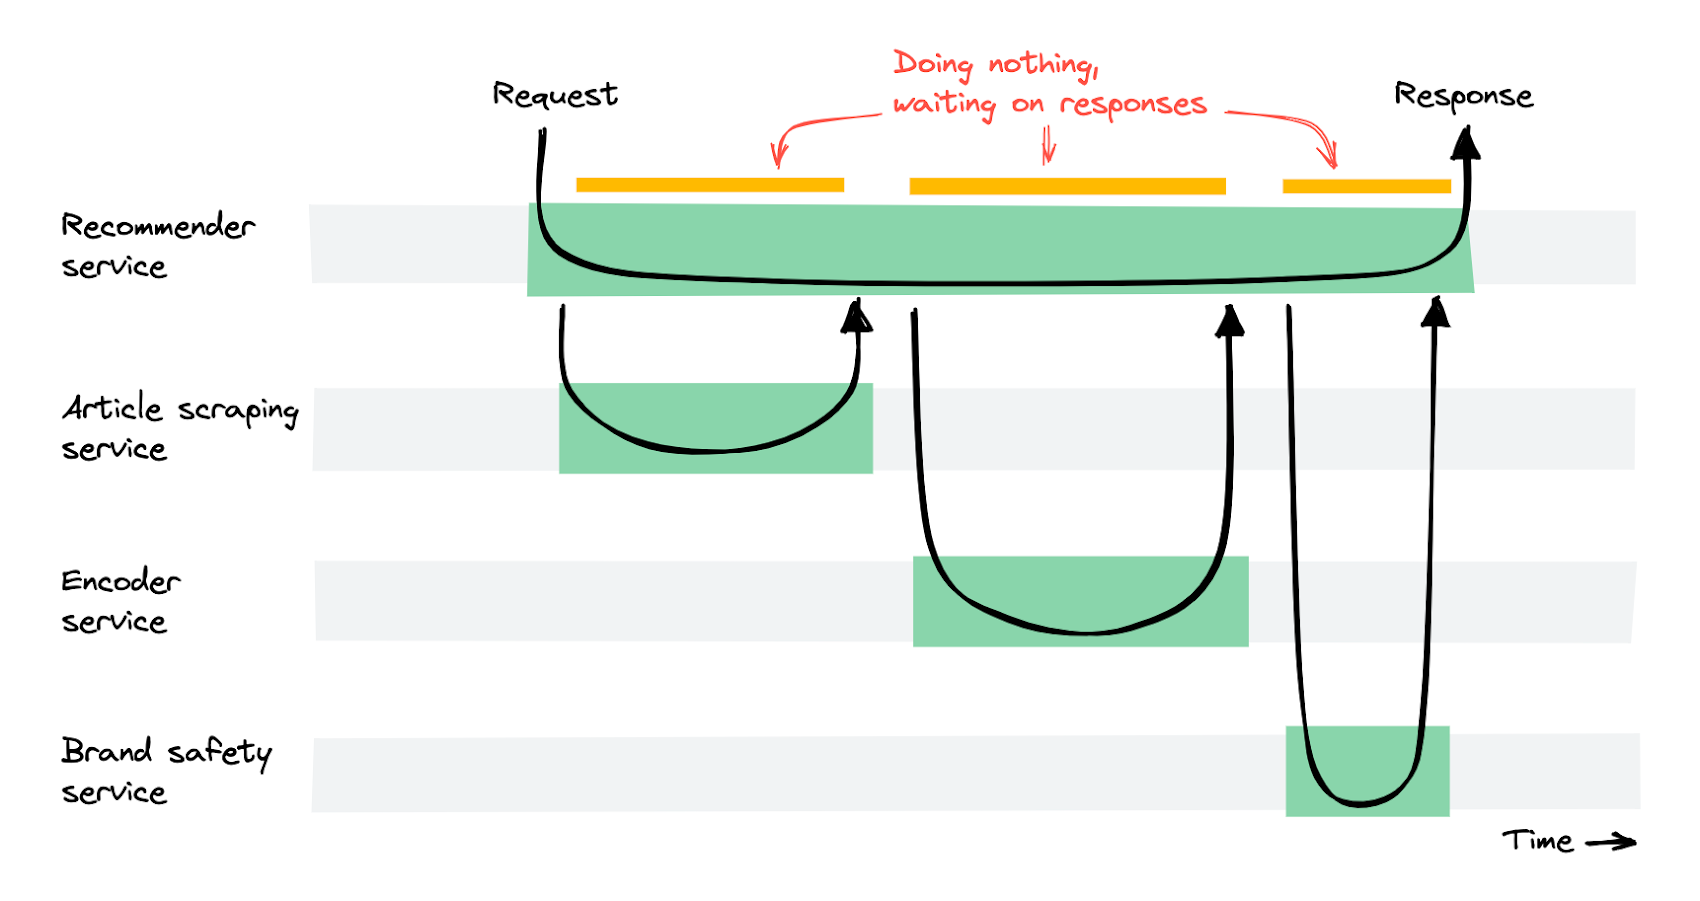 Doing nothing,
waiting on responses
Request
Response
Recommender
service
Article scraping
service
Encoder
service
Brand safety
service
Time